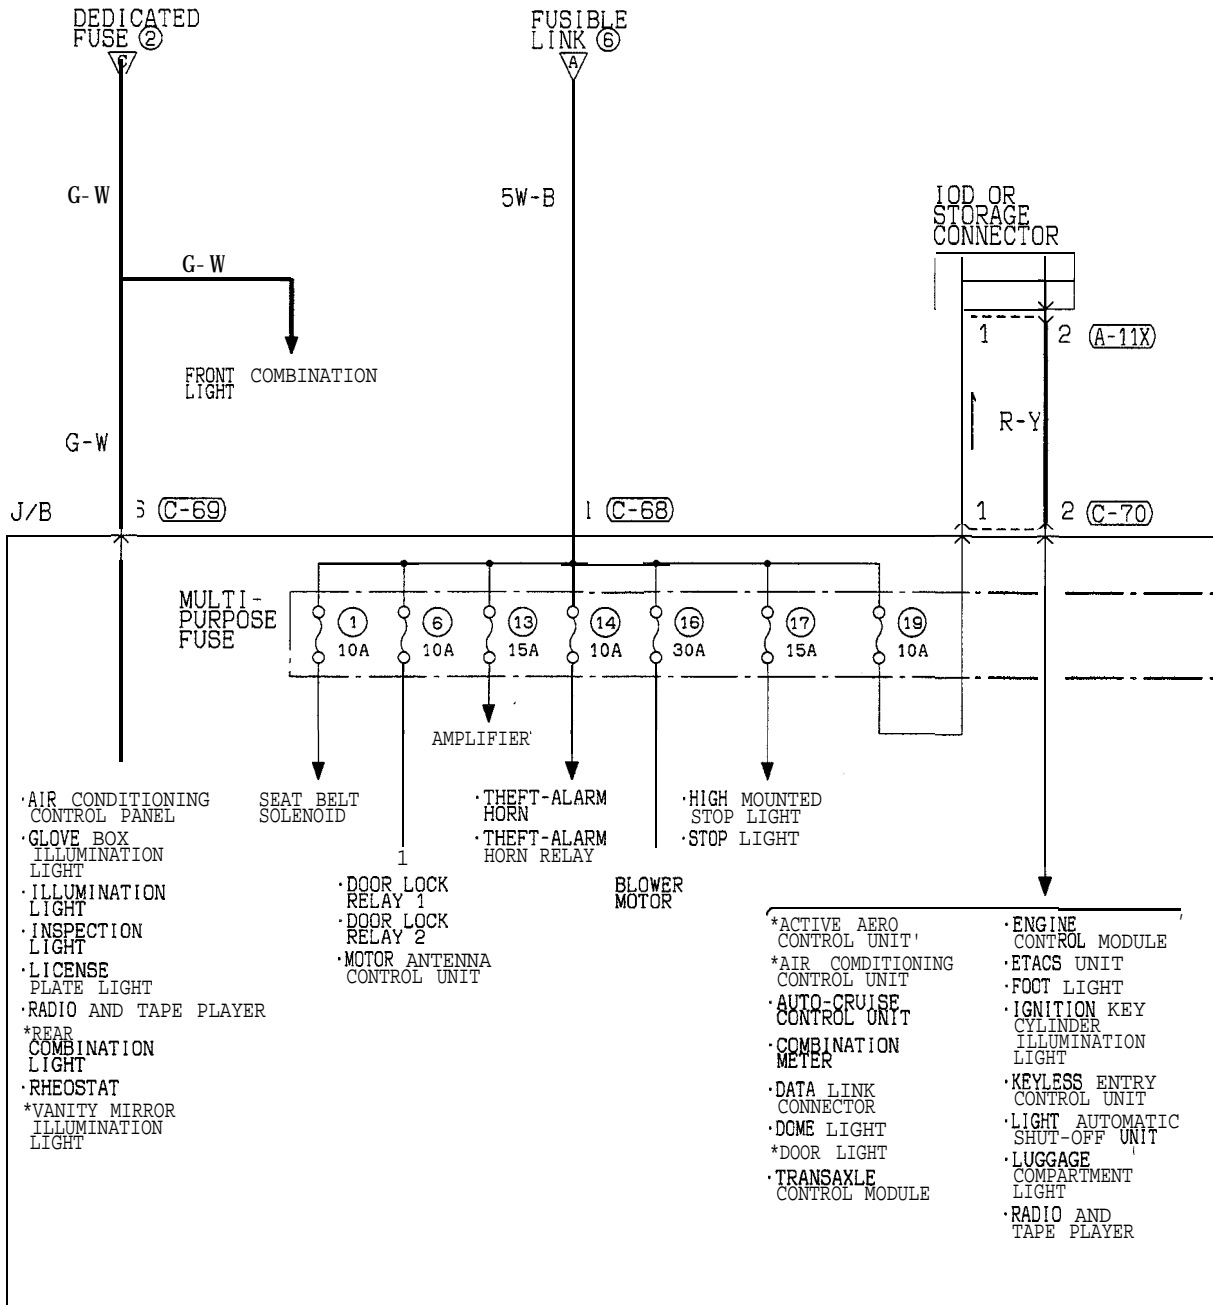 DEDICATED
FUSE ②
C
FUSIBLE
LINK ⑥
A
G-W
5W-B
IOD OR
STORAGE
CONNECTOR
G-W
1 2 (A-11X)
FRONT COMBINATION
LIGHT
R-Y
G-W
J/B
(C-69)
1 (C-68)
1 2 (C-70)
MULTI-
PURPOSE
FUSE
① 10A
⑥ 10A
⑬ 15A
⑭ 10A
⑯ 30A
⑰ 15A
⑲ 10A
AMPLIFIER
·AIR CONDITIONING
CONTROL PANEL
·GLOVE BOX
ILLUMINATION
LIGHT
·ILLUMINATION
LIGHT
·INSPECTION
LIGHT
·LICENSE
PLATE LIGHT
·RADIO AND TAPE PLAYER
*REAR
COMBINATION
LIGHT
·RHEOSTAT
*VANITY MIRROR
ILLUMINATION
LIGHT
SEAT BELT
SOLENOID
1
·DOOR LOCK
RELAY 1
·DOOR LOCK
RELAY 2
·MOTOR ANTENNA
CONTROL UNIT
·THEFT-ALARM
HORN
·THEFT-ALARM
HORN RELAY
BLOWER
MOTOR
·HIGH MOUNTED
STOP LIGHT
·STOP LIGHT
*ACTIVE AERO
CONTROL UNIT'
*AIR COMDITIONING
CONTROL UNIT
·AUTO-CRUISE
CONTROL UNIT
·COMBINATION
METER
·DATA LINK
CONNECTOR
·DOME LIGHT
*DOOR LIGHT
·TRANSAXLE
CONTROL MODULE
·ENGINE
CONTROL MODULE
·ETACS UNIT
·FOOT LIGHT
·IGNITION KEY
CYLINDER
ILLUMINATION
LIGHT
·KEYLESS ENTRY
CONTROL UNIT
·LIGHT AUTOMATIC
SHUT-OFF UNIT
·LUGGAGE
COMPARTMENT
LIGHT
·RADIO AND
TAPE PLAYER